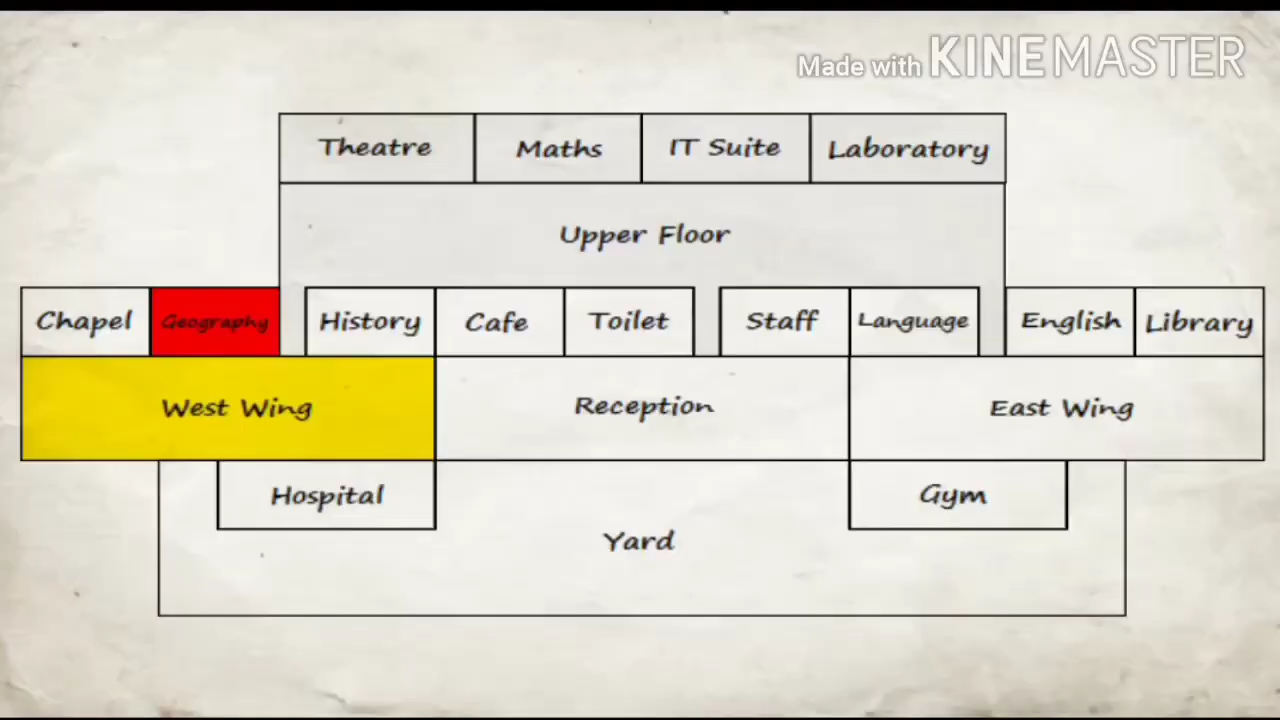 Made with KINEMASTER
Theatre Maths IT Suite Laboratory
Upper Floor
Chapel Geography History Cafe Toilet Staff Language English Library
West Wing Reception East Wing
Hospital Gym
Yard